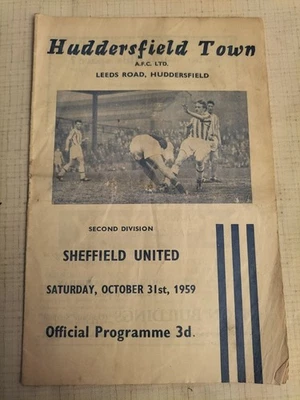 Huddersfield Town
A.F.C. LTD.
LEEDS ROAD, HUDDERSFIELD
SECOND DIVISION
SHEFFIELD UNITED
SATURDAY, OCTOBER 31st, 1959
Official Programme 3d.